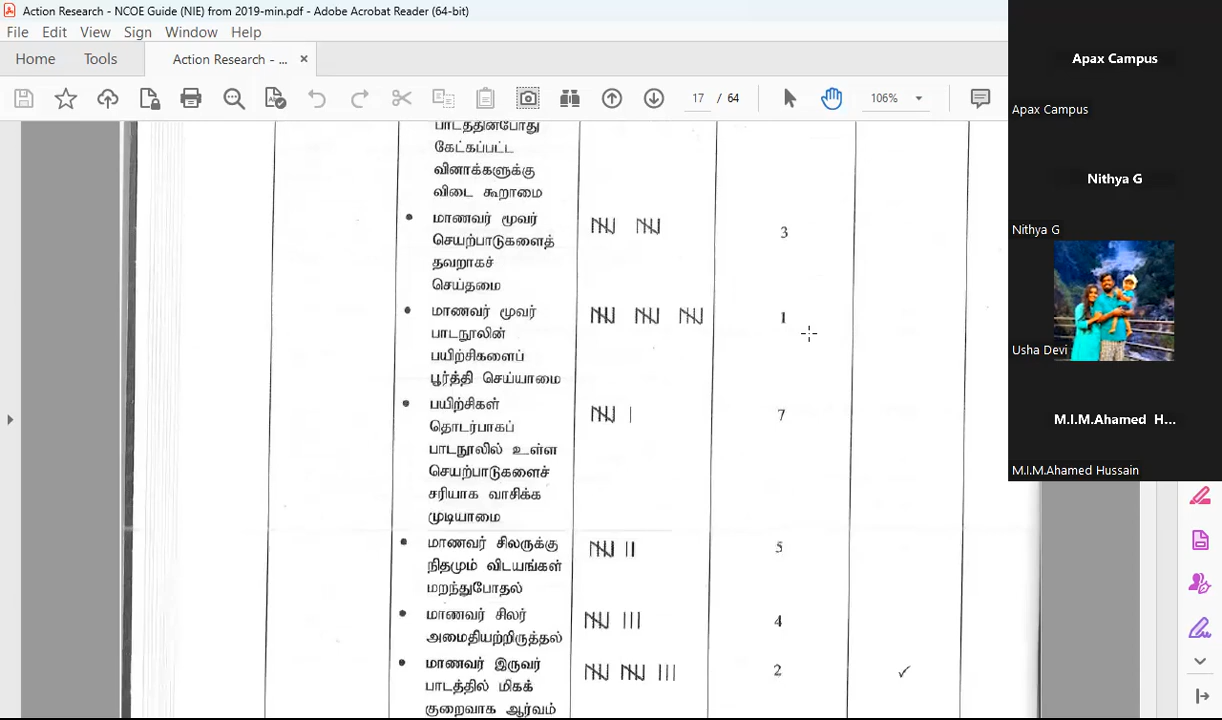 Action Research - NCOE Guide (NIE) from 2019-min.pdf - Adobe Acrobat Reader (64-bit)
File Edit View Sign Window Help
Home Tools Action Research - ... ×
17 / 64 106%
பாடத்தின்போது
கேட்கப்பட்ட
வினாக்களுக்கு
விடை கூறாமை
• மாணவர் மூவர் 3
செயற்பாடுகளைத்
தவறாகச்
செய்தமை
• மாணவர் மூவர் 1
பாடநூலின்
பயிற்சிகளைப்
பூர்த்தி செய்யாமை
• பயிற்சிகள் 7
தொடர்பாகப்
பாடநூலில் உள்ள
செயற்பாடுகளைச்
சரியாக வாசிக்க
முடியாமை
• மாணவர் சிலருக்கு 5
நிதமும் விடயங்கள்
மறந்துபோதல்
• மாணவர் சிலர் 4
அமைதியற்றிருத்தல்
• மாணவர் இருவர் 2 ✓
பாடத்தில் மிகக்
குறைவாக ஆர்வம்
Apax Campus
Apax Campus
Nithya G
Nithya G
Usha Devi
M.I.M.Ahamed H...
M.I.M.Ahamed Hussain